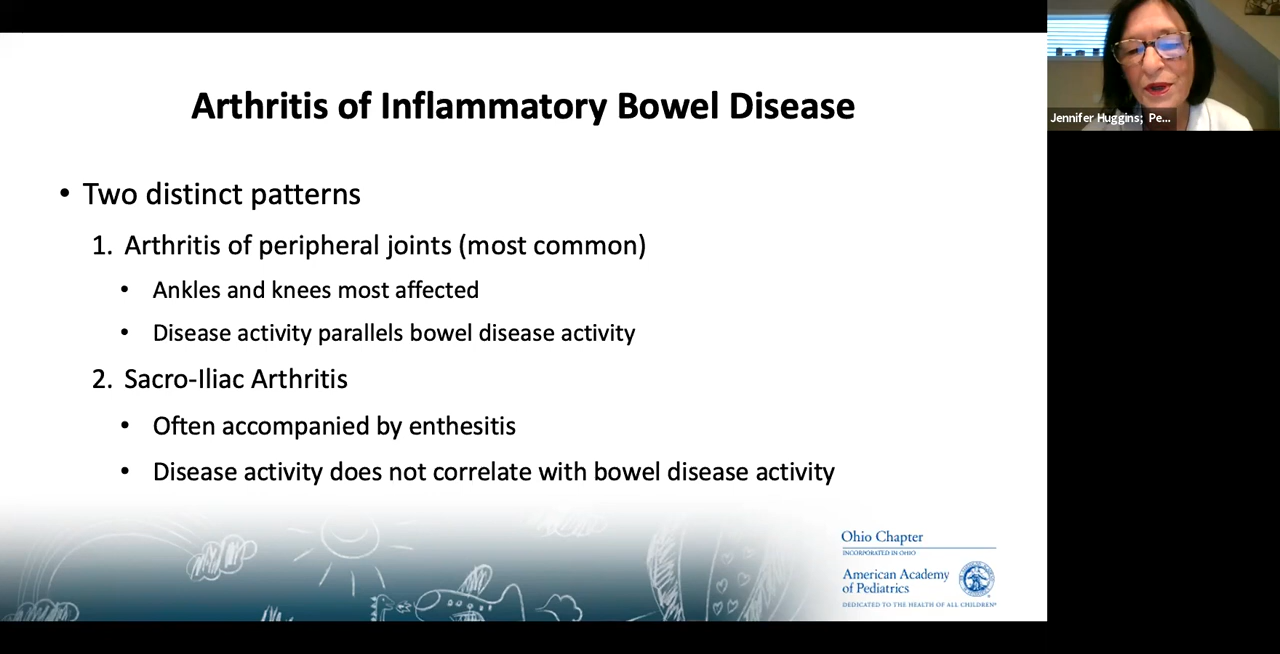 Arthritis of Inflammatory Bowel Disease
• Two distinct patterns
1. Arthritis of peripheral joints (most common)
• Ankles and knees most affected
• Disease activity parallels bowel disease activity
2. Sacro-Iliac Arthritis
• Often accompanied by enthesitis
• Disease activity does not correlate with bowel disease activity
Jennifer Huggins; Pe...
Ohio Chapter
INCORPORATED IN OHIO
American Academy
of Pediatrics
DEDICATED TO THE HEALTH OF ALL CHILDREN®